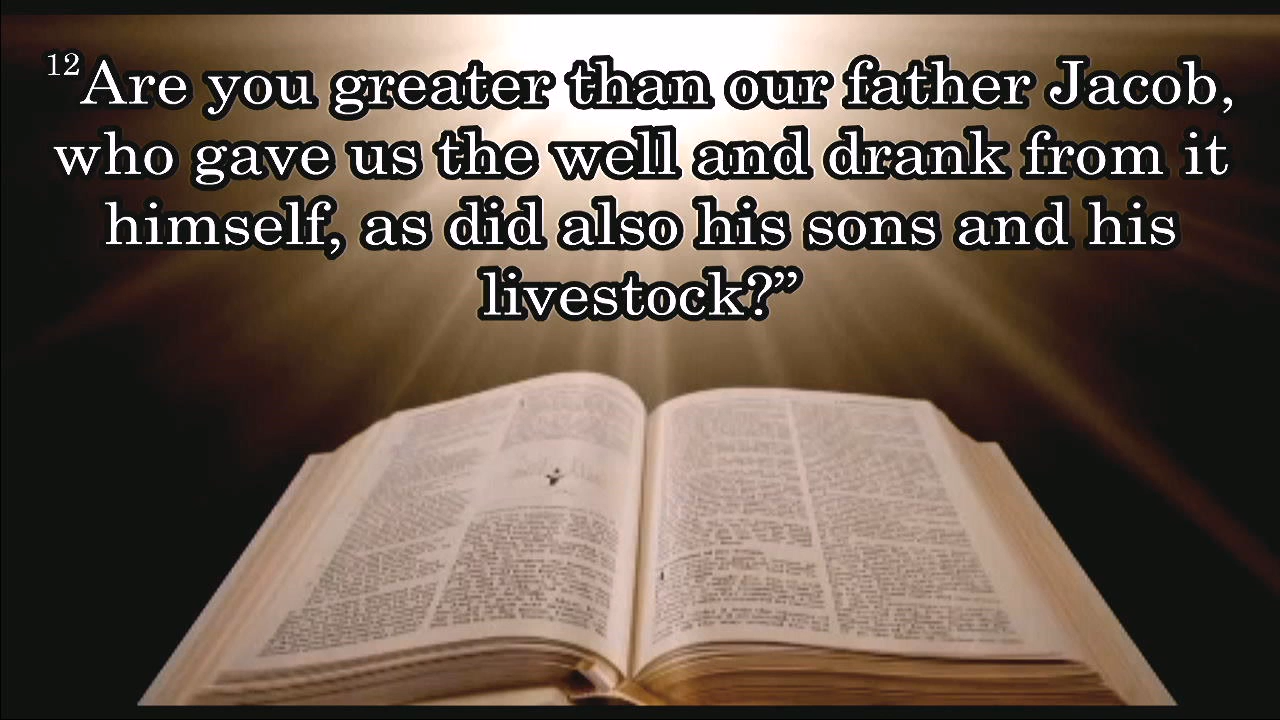 ¹²Are you greater than our father Jacob,
who gave us the well and drank from it
himself, as did also his sons and his
livestock?”